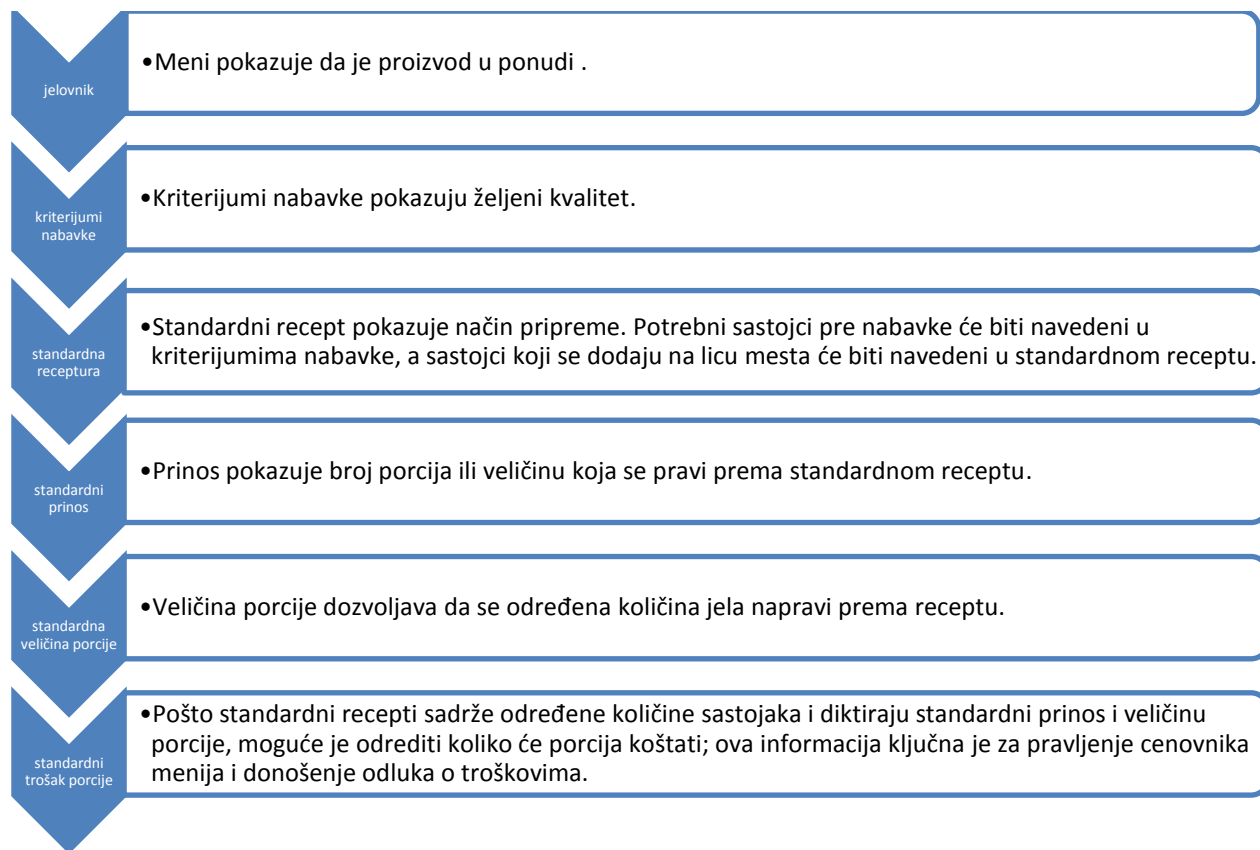 jelovnik
•Meni pokazuje da je proizvod u ponudi .
kriterijumi
nabavke
•Kriterijumi nabavke pokazuju željeni kvalitet.
standardna
receptura
•Standardni recept pokazuje način pripreme. Potrebni sastojci pre nabavke će biti navedeni u
kriterijumima nabavke, a sastojci koji se dodaju na licu mesta će biti navedeni u standardnom receptu.
standardni
prinos
•Prinos pokazuje broj porcija ili veličinu koja se pravi prema standardnom receptu.
standardna
veličina porcije
•Veličina porcije dozvoljava da se određena količina jela napravi prema receptu.
standardni
trošak porcije
•Pošto standardni recepti sadrže određene količine sastojaka i diktiraju standardni prinos i veličinu
porcije, moguće je odrediti koliko će porcija koštati; ova informacija ključna je za pravljenje cenovnika
menija i donošenje odluka o troškovima.